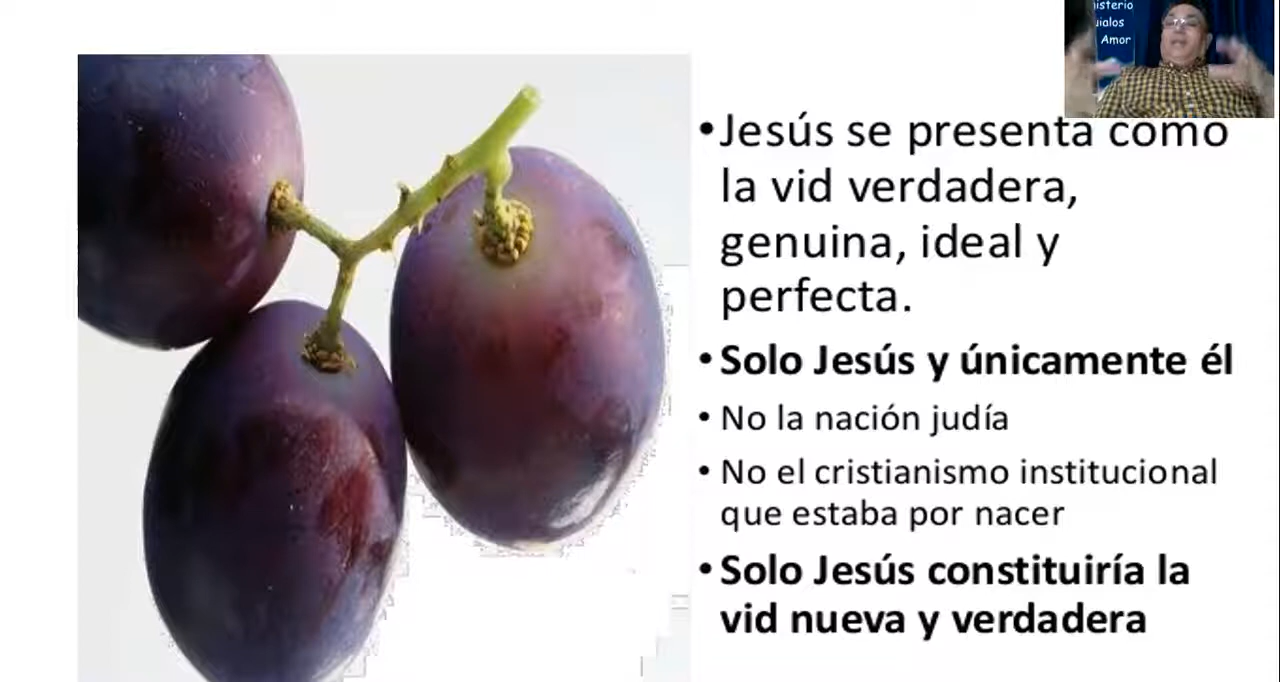 Amor
•Jesús se presenta como
la vid verdadera,
genuina, ideal y
perfecta.
•Solo Jesús y únicamente él
•No la nación judía
•No el cristianismo institucional
que estaba por nacer
•Solo Jesús constituiría la
vid nueva y verdadera